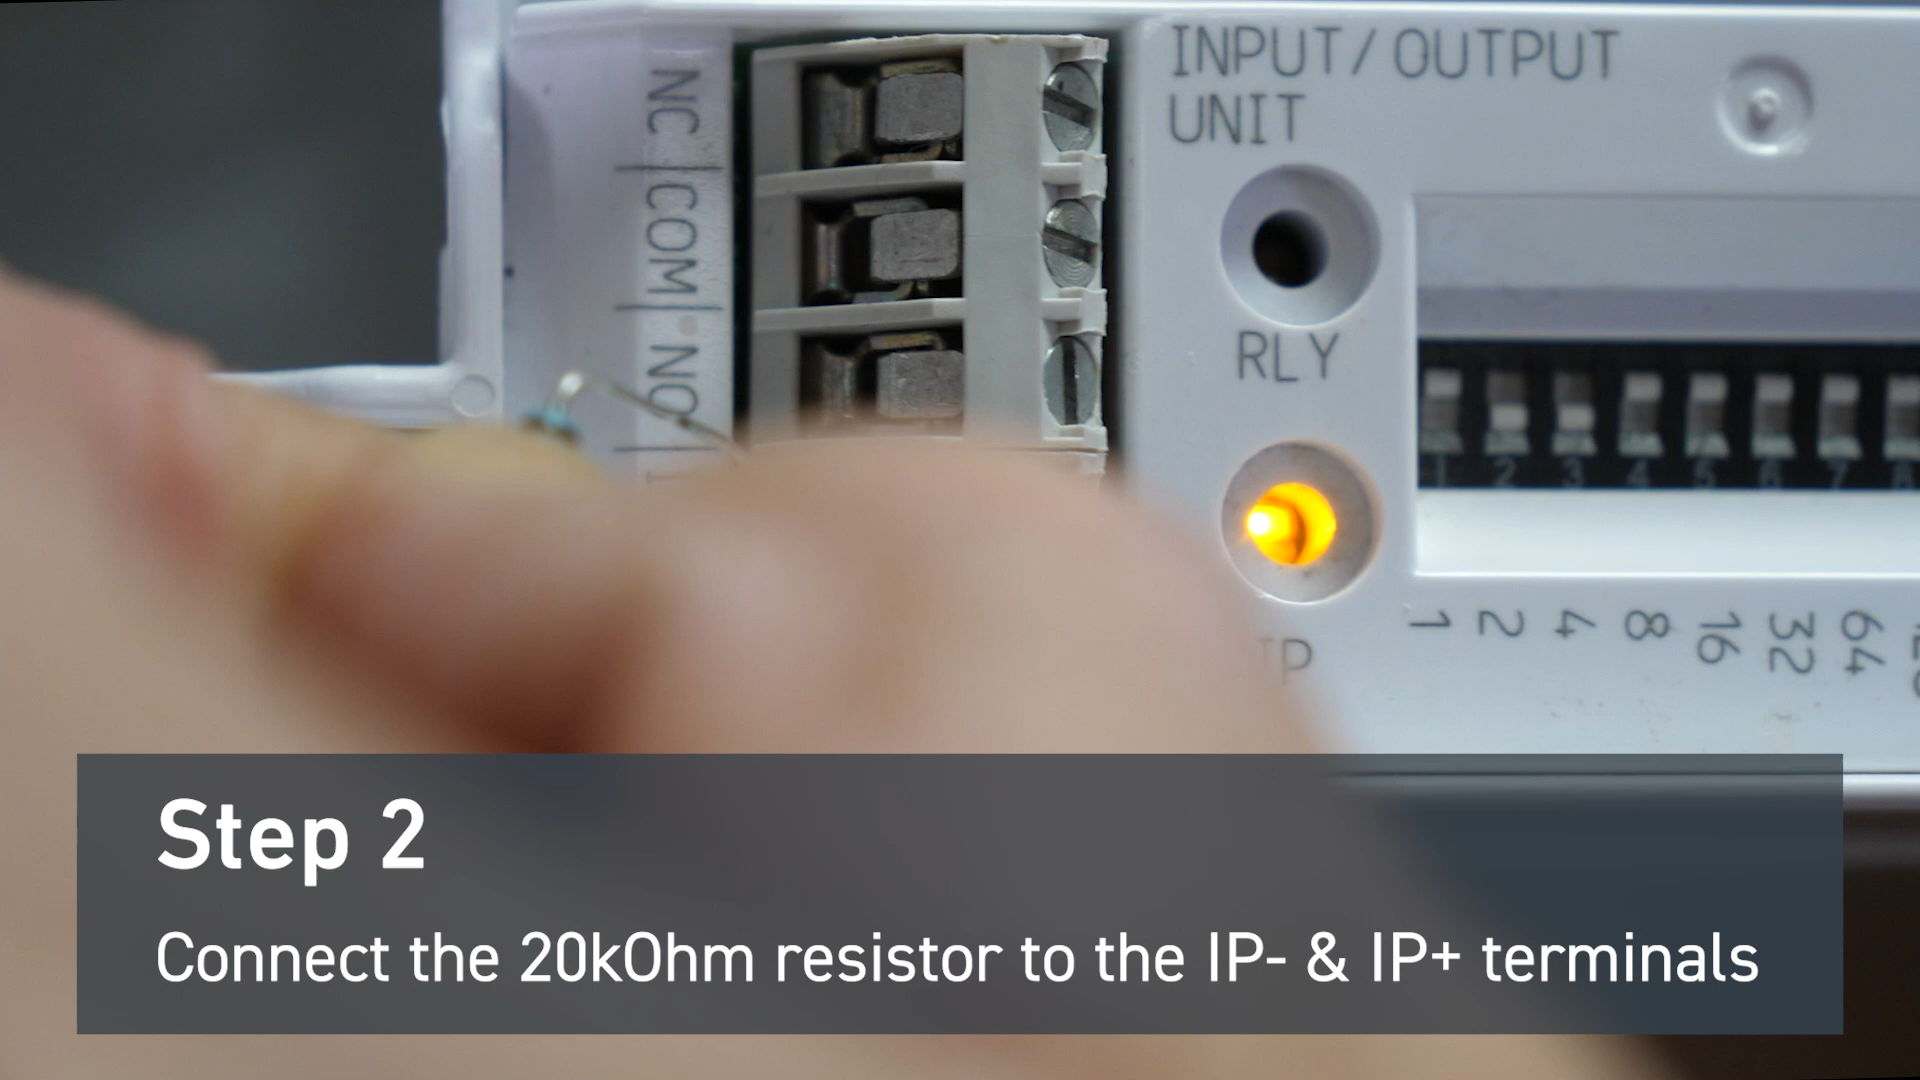 INPUT/OUTPUT
UNIT
NC
COM
NO
RLY
1 2 3 4 5 6 7 8
1 2 4 8 16 32 64
Step 2
Connect the 20kOhm resistor to the IP- & IP+ terminals